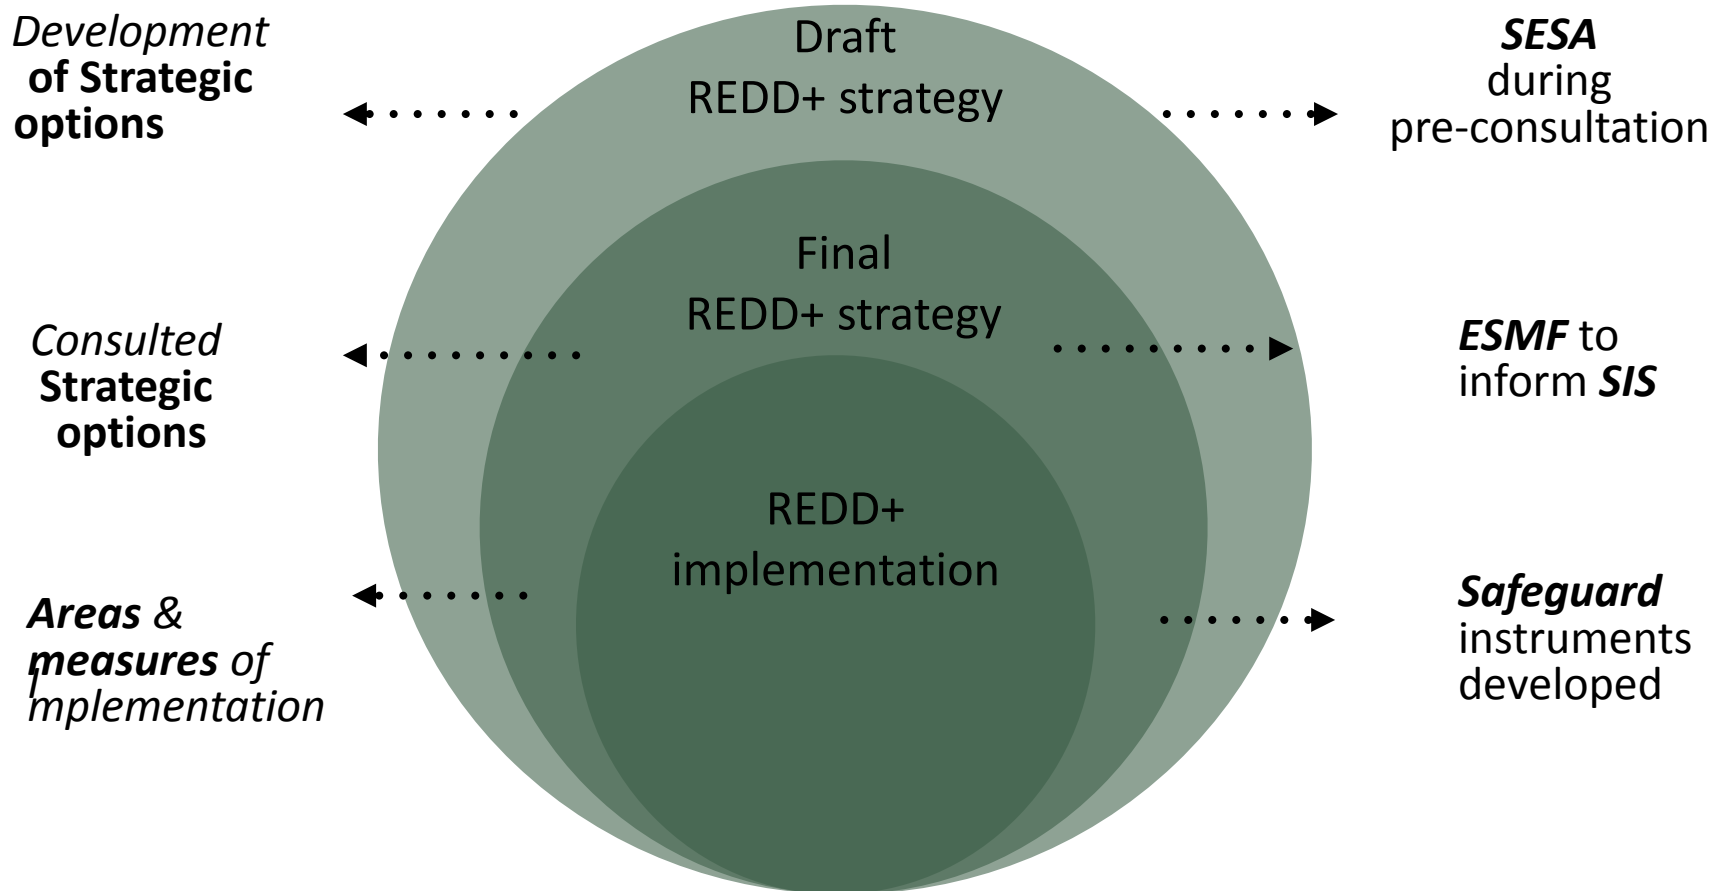 Development
of Strategic
options
Draft
REDD+ strategy
SESA
during
pre-consultation
Consulted
Strategic
options
Final
REDD+ strategy
ESMF to
inform SIS
Areas &
measures of
Implementation
REDD+
implementation
Safeguard
instruments
developed